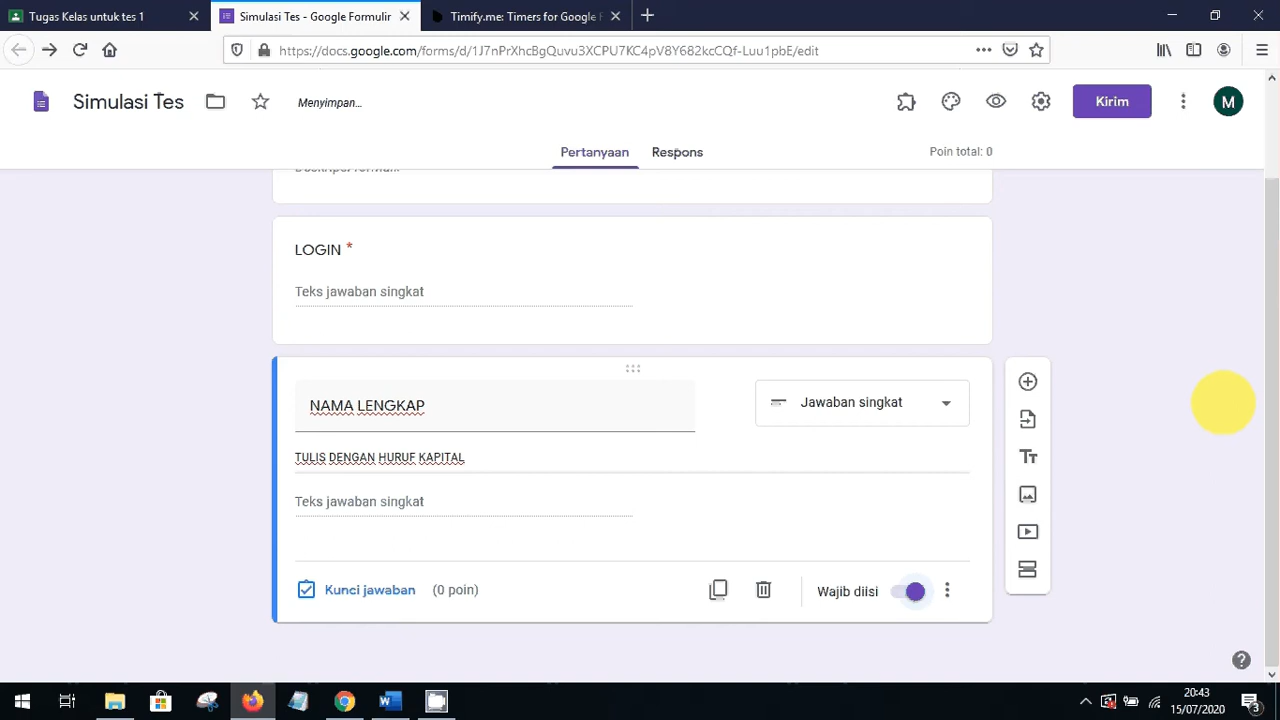 Tugas Kelas untuk tes 1
Simulasi Tes - Google Formulir
Timify.me: Timers for Google F
https://docs.google.com/forms/d/1J7nPrXhcBgQuvu3XCPU7KC4pV8Y682kcCQf-Luu1pbE/edit
Simulasi Tes
Menyimpan...
Kirim
M
Pertanyaan
Respons
Poin total: 0
LOGIN *
Teks jawaban singkat
NAMA LENGKAP
Jawaban singkat
TULIS DENGAN HURUF KAPITAL
Teks jawaban singkat
Kunci jawaban
(0 poin)
Wajib diisi
20:43
15/07/2020
3